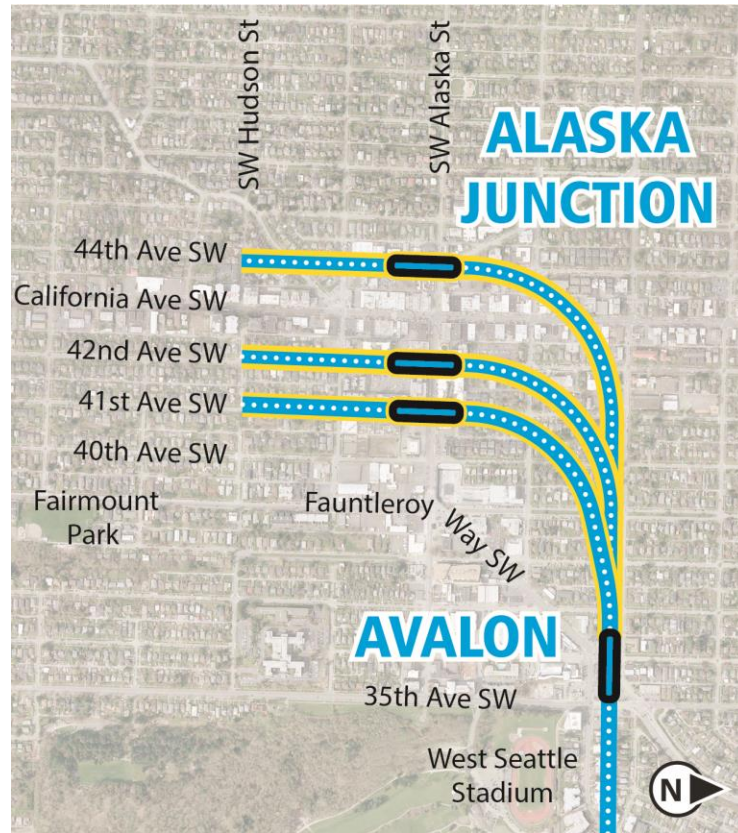 SW Hudson St
SW Alaska St
ALASKA
JUNCTION
44th Ave SW
California Ave SW
42nd Ave SW
41st Ave SW
40th Ave SW
Fairmount
Park
Fauntleroy
Way SW
AVALON
35th Ave SW
West Seattle
Stadium
N